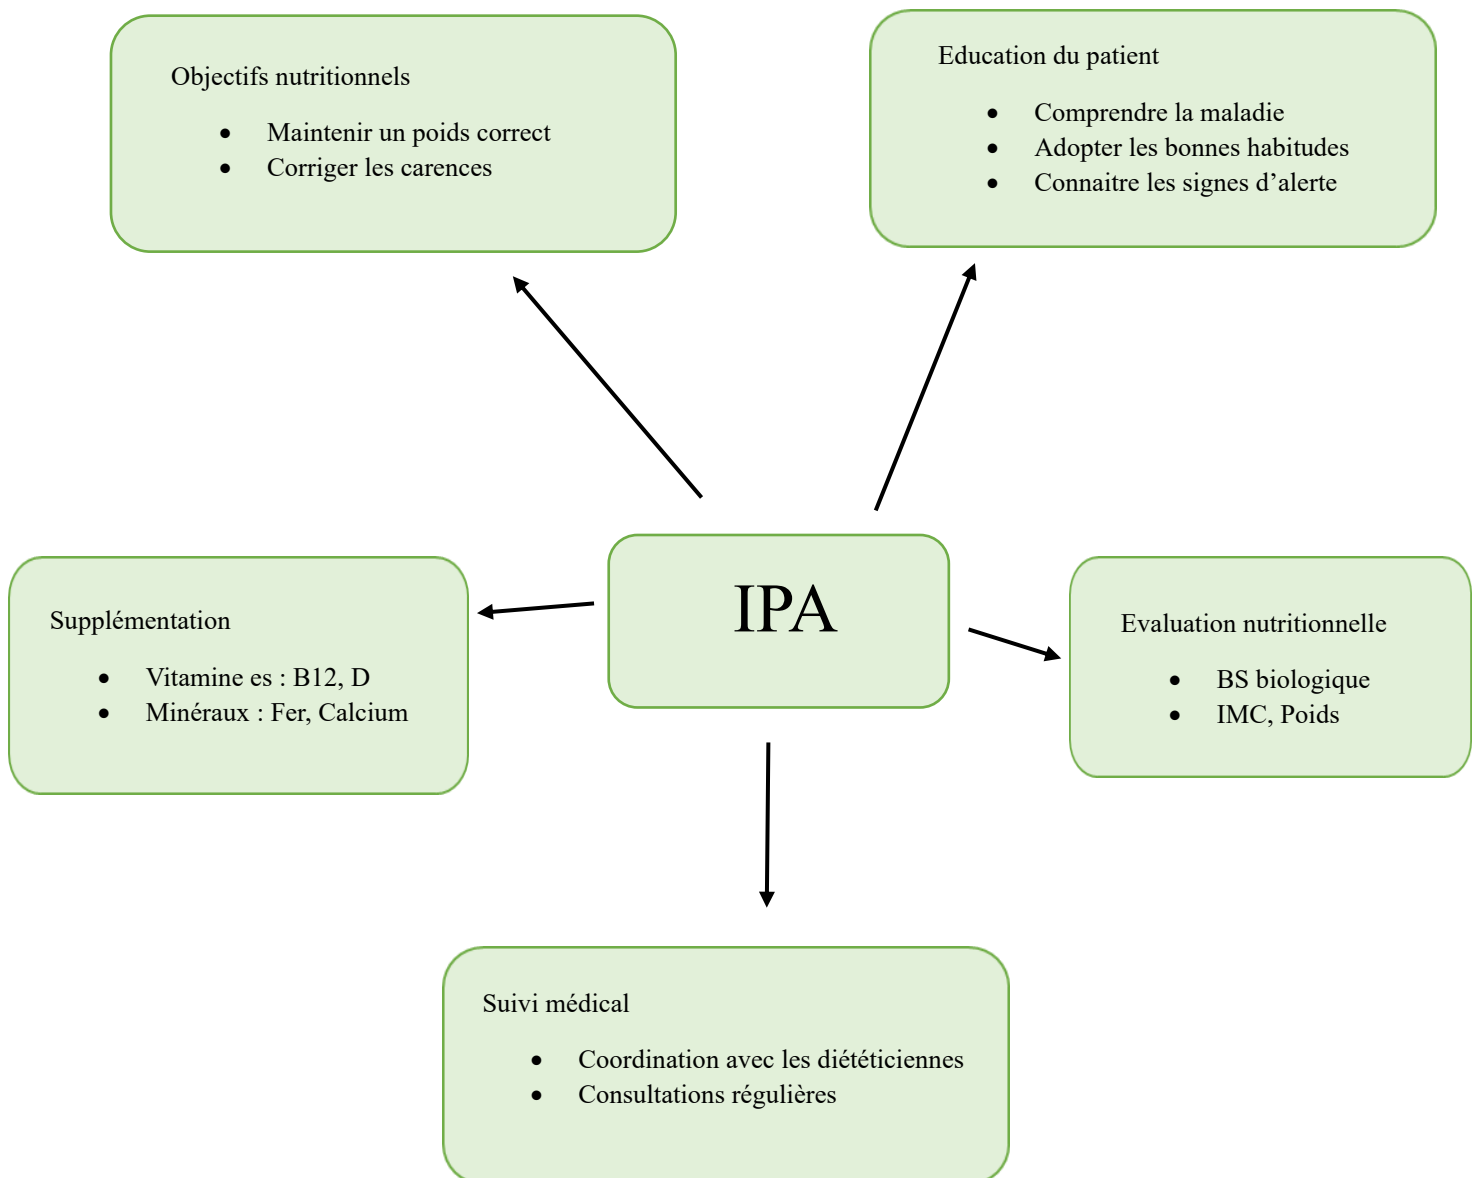 Objectifs nutritionnels
• Maintenir un poids correct
• Corriger les carences
Education du patient
• Comprendre la maladie
• Adopter les bonnes habitudes
• Connaitre les signes d’alerte
IPA
Supplémentation
• Vitamine es : B12, D
• Minéraux : Fer, Calcium
Evaluation nutritionnelle
• BS biologique
• IMC, Poids
Suivi médical
• Coordination avec les diététiciennes
• Consultations régulières